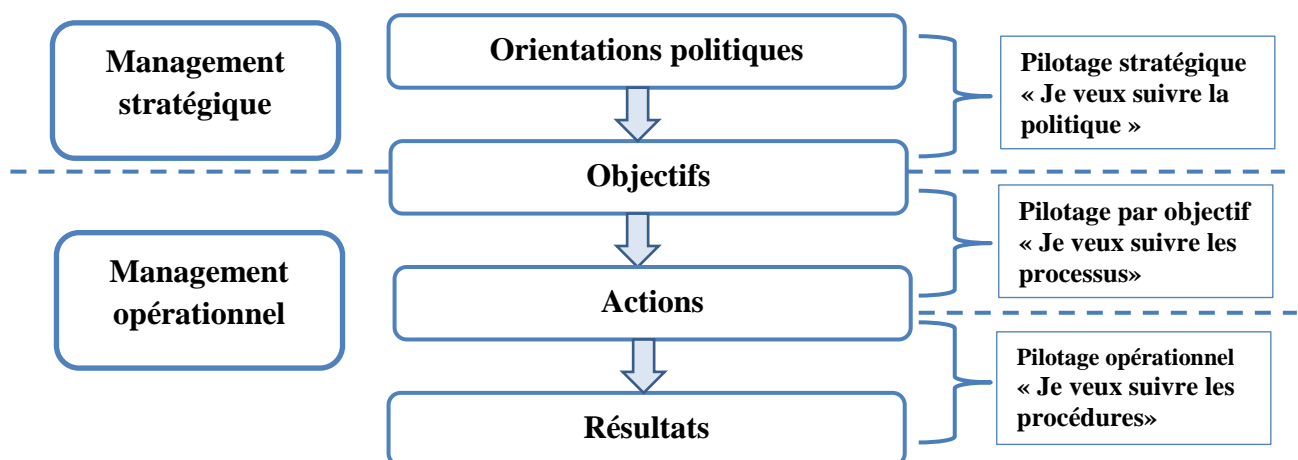 Management
stratégique
Orientations politiques
Pilotage stratégique
« Je veux suivre la
politique »
Objectifs
Pilotage par objectif
« Je veux suivre les
processus»
Management
opérationnel
Actions
Pilotage opérationnel
« Je veux suivre les
procédures»
Résultats